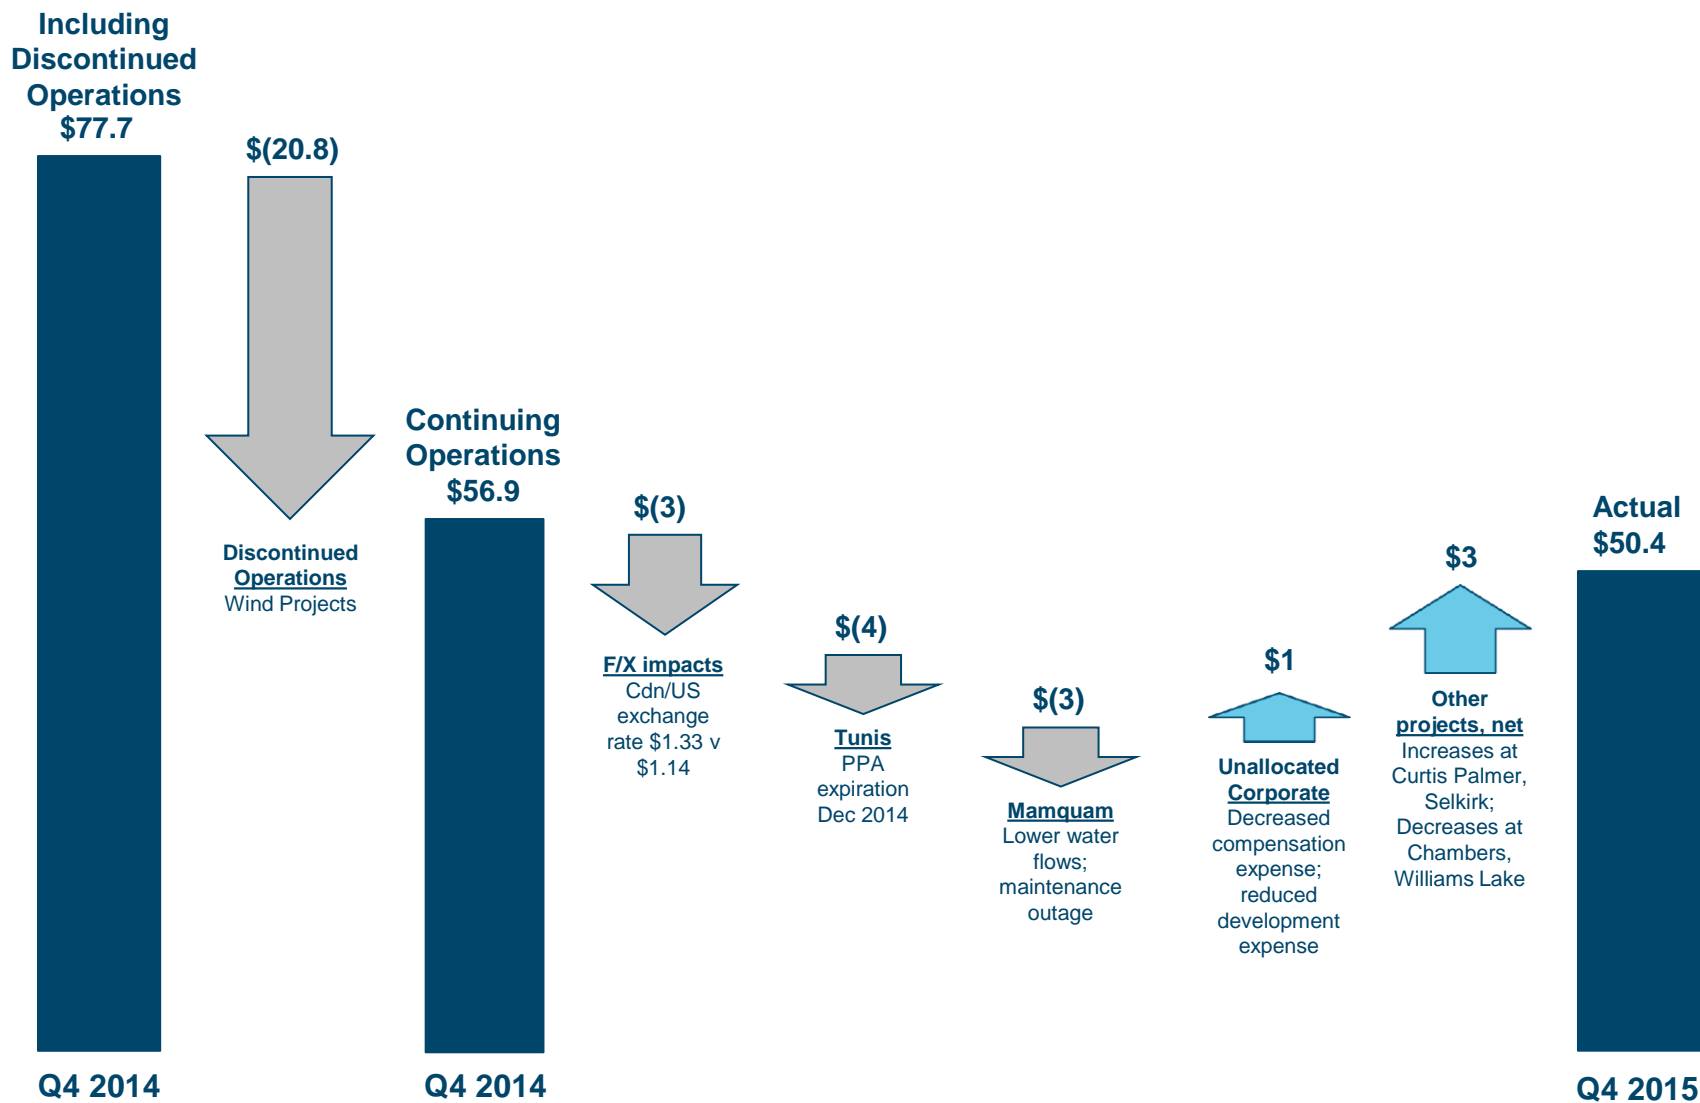 Including
Discontinued
Operations
$77.7
$(20.8)
Discontinued
Operations
Wind Projects
Continuing
Operations
$56.9
$(3)
F/X impacts
Cdn/US
exchange
rate $1.33 v
$1.14
$(4)
Tunis
PPA
expiration
Dec 2014
$(3)
Mamquam
Lower water
flows;
maintenance
outage
$1
Unallocated
Corporate
Decreased
compensation
expense;
reduced
development
expense
$3
Other
projects, net
Increases at
Curtis Palmer,
Selkirk;
Decreases at
Chambers,
Williams Lake
Actual
$50.4
Q4 2014
Q4 2014
Q4 2015